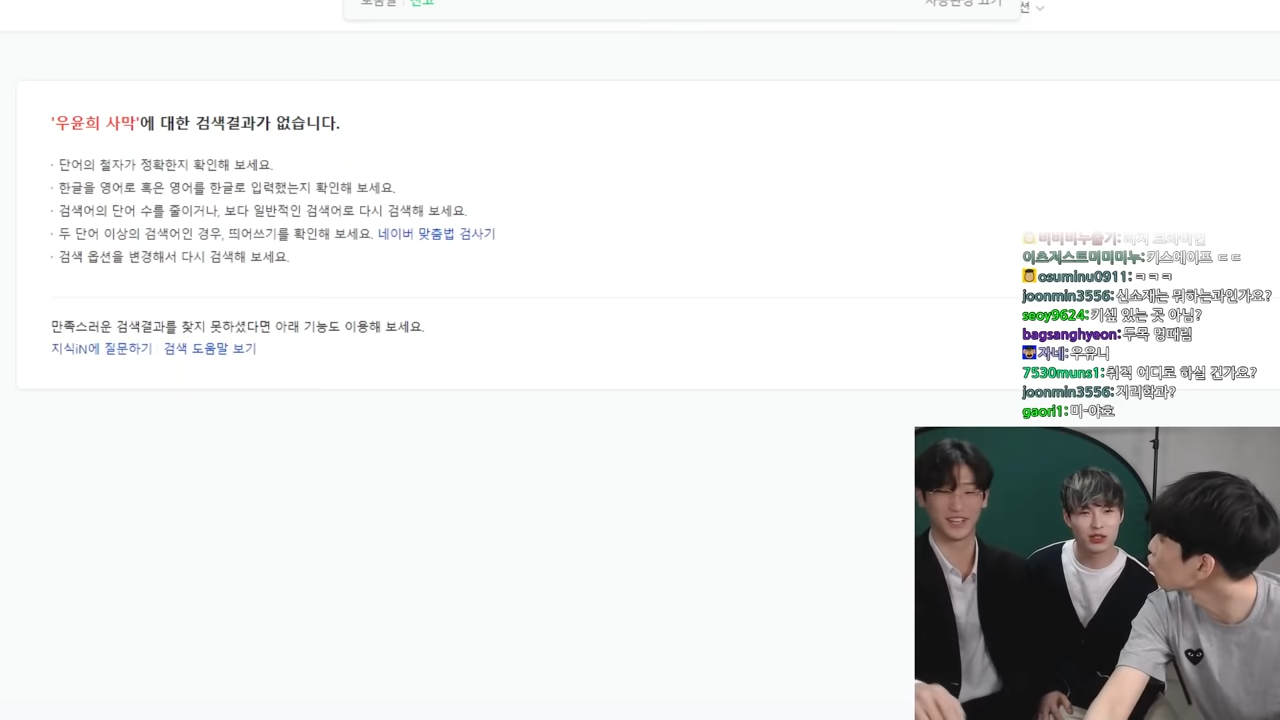 도움말 신고
션
'우윤희 사막'에 대한 검색결과가 없습니다.
· 단어의 철자가 정확한지 확인해 보세요.
· 한글을 영어로 혹은 영어를 한글로 입력했는지 확인해 보세요.
· 검색어의 단어 수를 줄이거나, 보다 일반적인 검색어로 다시 검색해 보세요.
· 두 단어 이상의 검색어인 경우, 띄어쓰기를 확인해 보세요. 네이버 맞춤법 검사기
· 검색 옵션을 변경해서 다시 검색해 보세요.
만족스러운 검색결과를 찾지 못하셨다면 아래 기능도 이용해 보세요.
지식iN에 질문하기 검색 도움말 보기
이츠저스트미미미누: 키스에이프 ㄷㄷ
osuminu0911: ㅋㅋㅋ
joonmin3556: 신소재는 뭐하는과인가요?
seoy9624: 키셒 있는 곳 아님?
bagsanghyeon: 두목 멍때림
자네: 우유니
7530muns1: 취직 어디로 하실 건가요?
joonmin3556: 지리학과?
gaori1: 미-야호